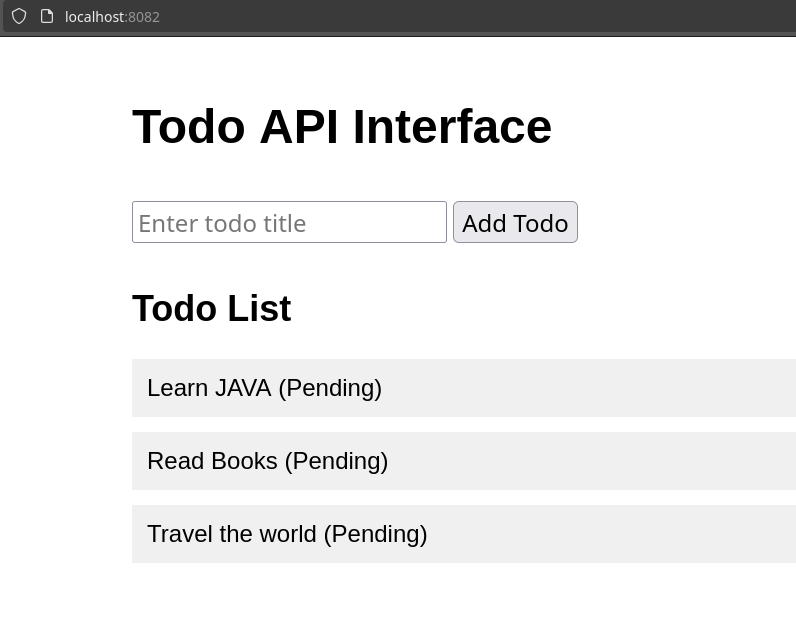 localhost:8082
Todo API Interface
Enter todo title Add Todo
Todo List
Learn JAVA (Pending)
Read Books (Pending)
Travel the world (Pending)